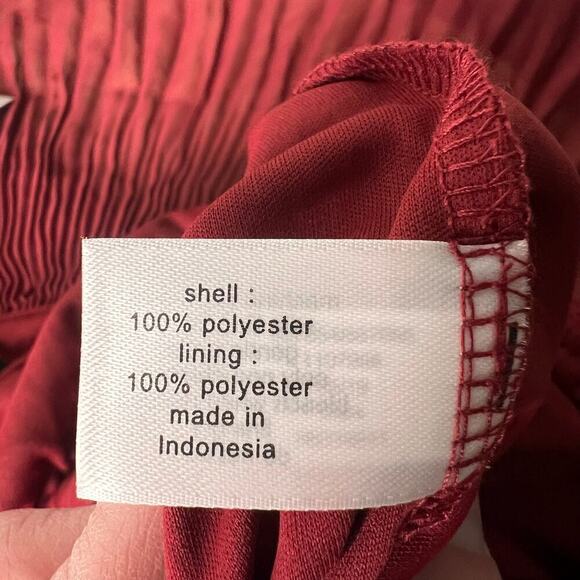 shell :
100% polyester
lining :
100% polyester
made in
Indonesia